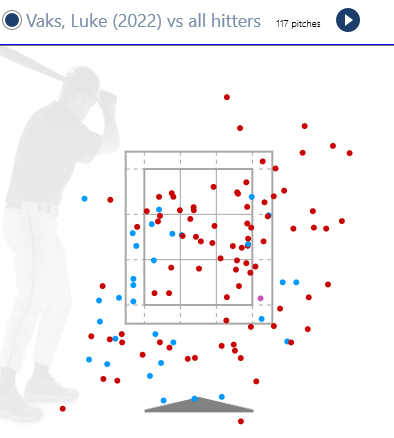 Vaks, Luke (2022) vs all hitters 117 pitches